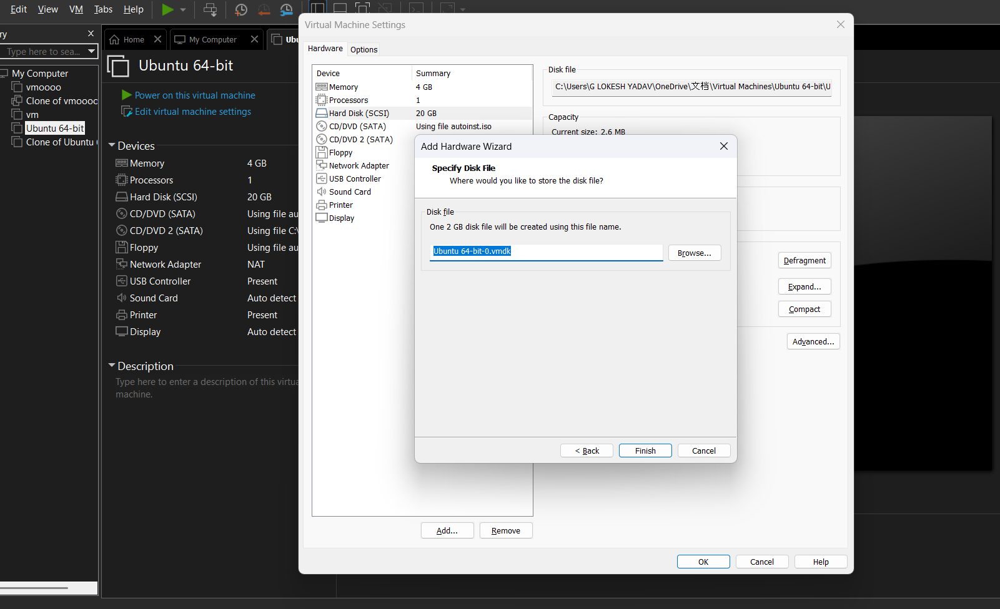 Edit View VM Tabs Help
ry
Type here to sea...
My Computer
vmoooo
Clone of vmoooo
vm
Ubuntu 64-bit
Clone of Ubuntu 6
Home
My Computer
Ubu
Ubuntu 64-bit
Power on this virtual machine
Edit virtual machine settings
Devices
Memory 4 GB
Processors 1
Hard Disk (SCSI) 20 GB
CD/DVD (SATA) Using file au
CD/DVD 2 (SATA) Using file C:\
Floppy Using file au
Network Adapter NAT
USB Controller Present
Sound Card Auto detect
Printer Present
Display Auto detect
Description
Type here to enter a description of this virtua
machine.
Virtual Machine Settings
Hardware Options
Device Summary
Memory 4 GB
Processors 1
Hard Disk (SCSI) 20 GB
CD/DVD (SATA) Using file autoinst.iso
CD/DVD 2 (SATA)
Floppy
Network Adapter
USB Controller
Sound Card
Printer
Display
Add... Remove
Disk file
C:\Users\G LOKESH YADAV\OneDrive\文档\Virtual Machines\Ubuntu 64-bit\U
Capacity
Current size: 2.6 MB
Defragment
Expand...
Compact
Advanced...
OK Cancel Help
Add Hardware Wizard
Specify Disk File
Where would you like to store the disk file?
Disk file
One 2 GB disk file will be created using this file name.
Ubuntu 64-bit-0.vmdk
Browse...
< Back Finish Cancel